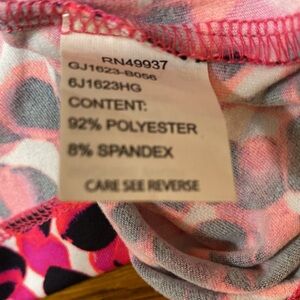 RN49937
GJ1623-B056
6J1623HG
CONTENT:
92% POLYESTER
8% SPANDEX
CARE SEE REVERSE